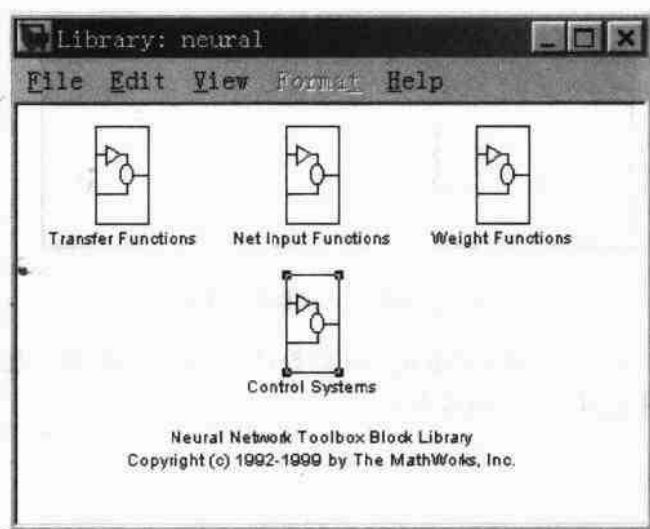 Library: neural
File Edit View Format Help
Transfer Functions Net Input Functions Weight Functions
Control Systems
Neural Network Toolbox Block Library
Copyright (c) 1992-1999 by The MathWorks, Inc.